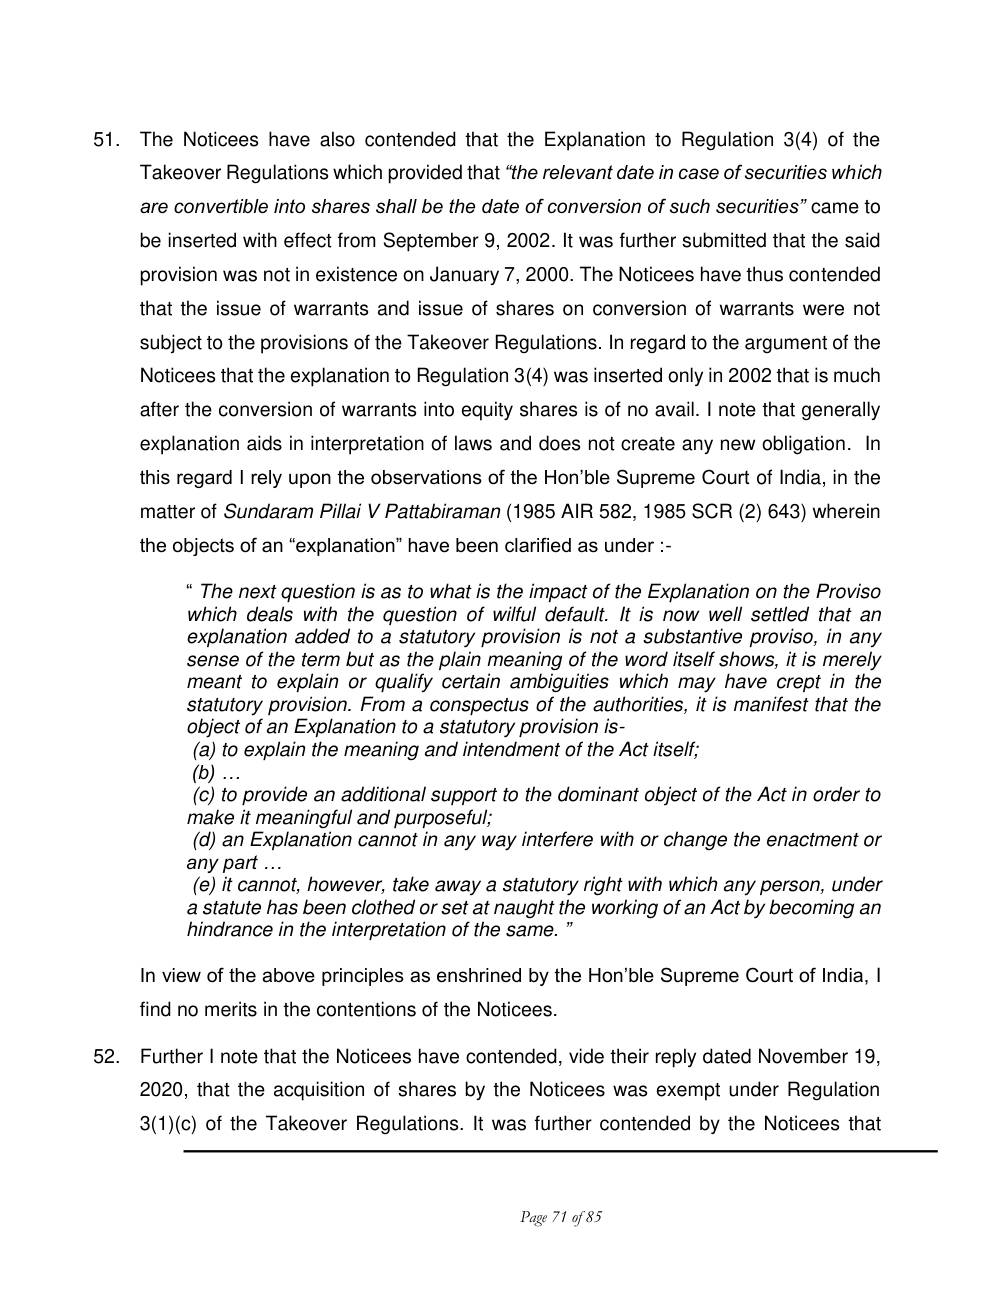 51. The Noticees have also contended that the Explanation to Regulation 3(4) of the
Takeover Regulations which provided that “the relevant date in case of securities which
are convertible into shares shall be the date of conversion of such securities” came to
be inserted with effect from September 9, 2002. It was further submitted that the said
provision was not in existence on January 7, 2000. The Noticees have thus contended
that the issue of warrants and issue of shares on conversion of warrants were not
subject to the provisions of the Takeover Regulations. In regard to the argument of the
Noticees that the explanation to Regulation 3(4) was inserted only in 2002 that is much
after the conversion of warrants into equity shares is of no avail. I note that generally
explanation aids in interpretation of laws and does not create any new obligation. In
this regard I rely upon the observations of the Hon’ble Supreme Court of India, in the
matter of Sundaram Pillai V Pattabiraman (1985 AIR 582, 1985 SCR (2) 643) wherein
the objects of an “explanation” have been clarified as under :-
“ The next question is as to what is the impact of the Explanation on the Proviso
which deals with the question of wilful default. It is now well settled that an
explanation added to a statutory provision is not a substantive proviso, in any
sense of the term but as the plain meaning of the word itself shows, it is merely
meant to explain or qualify certain ambiguities which may have crept in the
statutory provision. From a conspectus of the authorities, it is manifest that the
object of an Explanation to a statutory provision is-
(a) to explain the meaning and intendment of the Act itself;
(b) …
(c) to provide an additional support to the dominant object of the Act in order to
make it meaningful and purposeful;
(d) an Explanation cannot in any way interfere with or change the enactment or
any part …
(e) it cannot, however, take away a statutory right with which any person, under
a statute has been clothed or set at naught the working of an Act by becoming an
hindrance in the interpretation of the same. ”
In view of the above principles as enshrined by the Hon’ble Supreme Court of India, I
find no merits in the contentions of the Noticees.
52. Further I note that the Noticees have contended, vide their reply dated November 19,
2020, that the acquisition of shares by the Noticees was exempt under Regulation
3(1)(c) of the Takeover Regulations. It was further contended by the Noticees that
Page 71 of 85